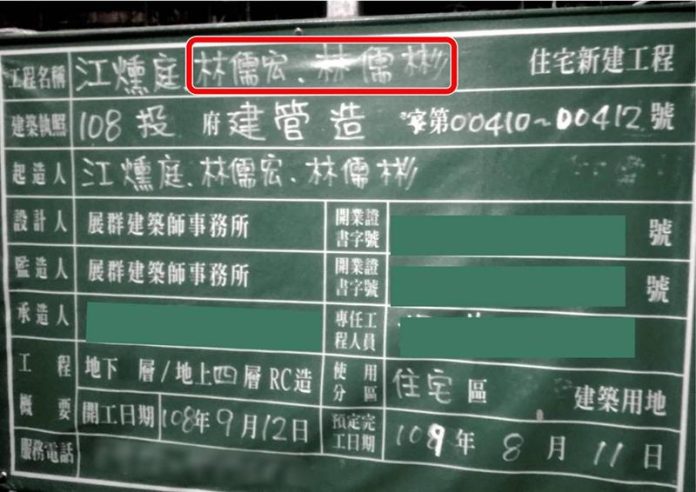 工程名稱 江燻庭 林儒宏、林儒彬 住宅新建工程
建築執照 108投府建管造字第00410~00412號
起造人 江燻庭、林儒宏、林儒彬
設計人 展群建築師事務所 開業證書字號 號
監造人 展群建築師事務所 開業證書字號 號
承造人 專任工程人員
工程概要 地下 層/地上四層RC造 使用分區 住宅區 建築用地
開工日期 108年9月12日 預定完工日期 109年8月11日
服務電話